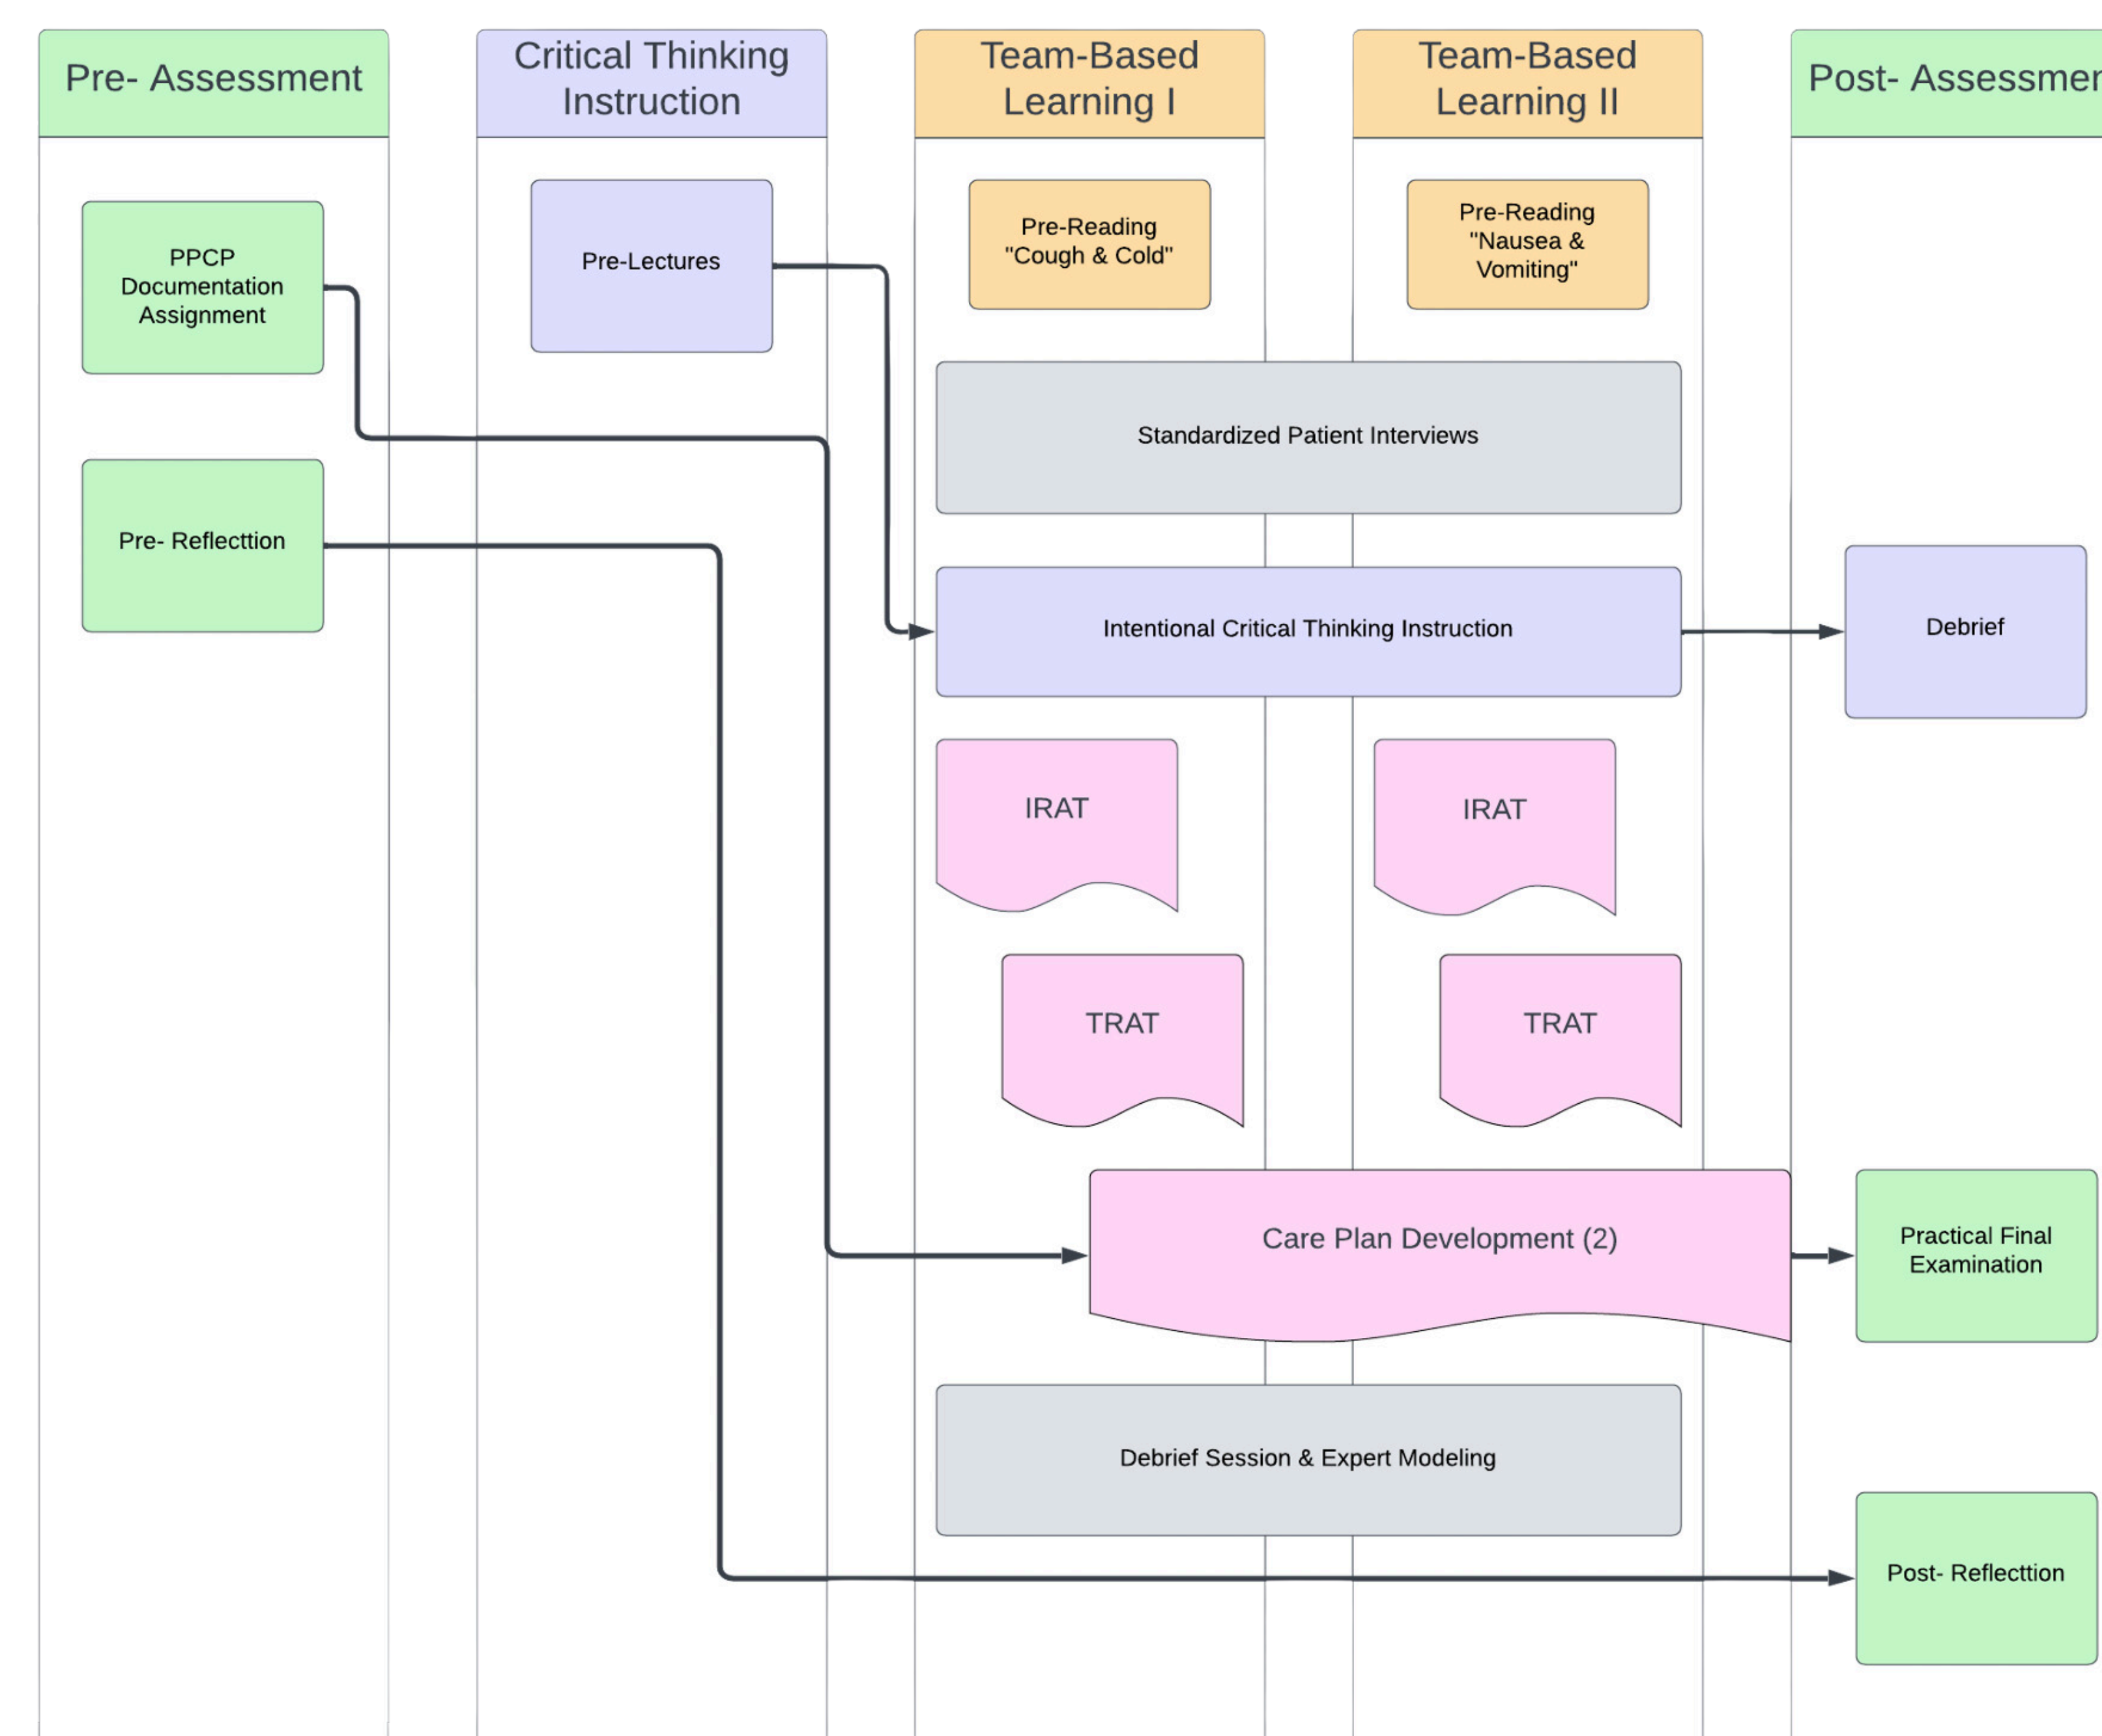 Pre- Assessment
Critical Thinking
Instruction
Team-Based
Learning I
Team-Based
Learning II
Post- Assessmen
PPCP
Documentation
Assignment
Pre-Lectures
Pre-Reading
"Cough & Cold"
Pre-Reading
"Nausea &
Vomiting"
Standardized Patient Interviews
Pre- Reflecttion
Intentional Critical Thinking Instruction
Debrief
IRAT
IRAT
TRAT
TRAT
Care Plan Development (2)
Practical Final
Examination
Debrief Session & Expert Modeling
Post- Reflecttion